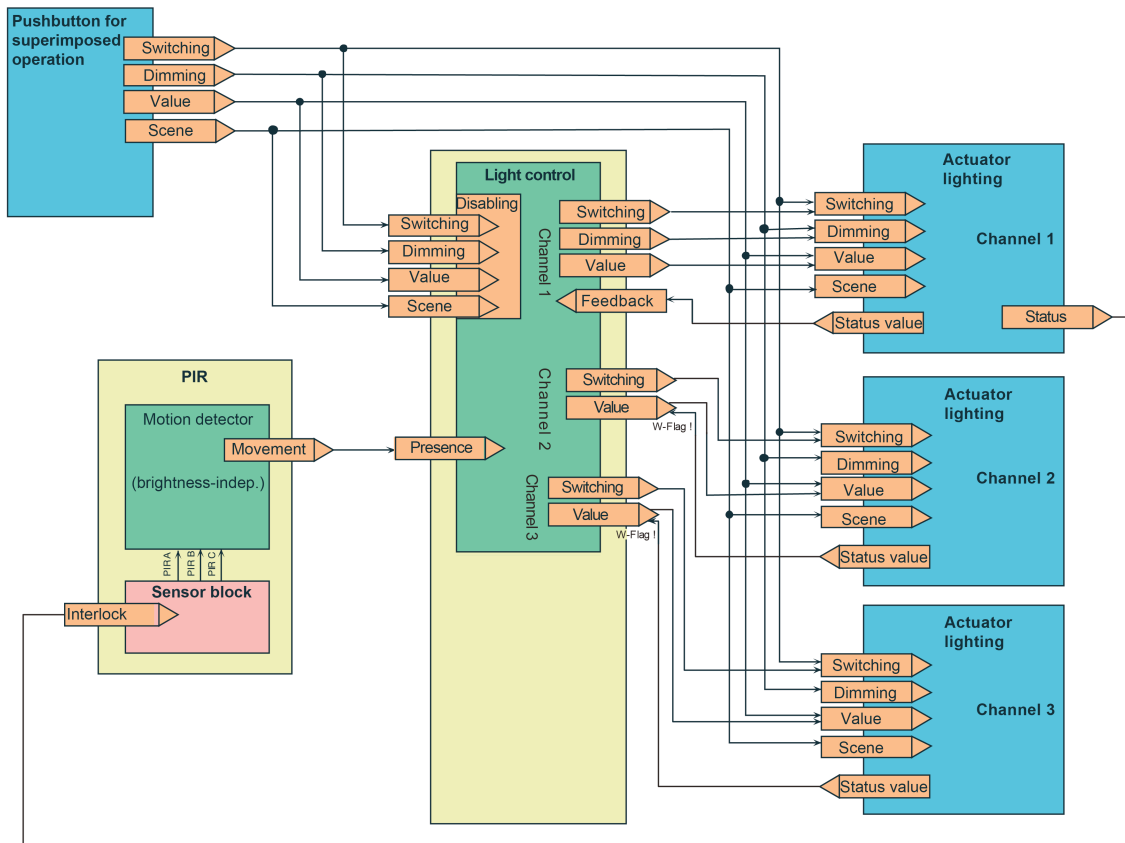 Pushbutton for
superimposed
operation
Switching
Dimming
Value
Scene
Light control
Disabling
Switching
Dimming
Value
Scene
Channel 1
Switching
Dimming
Value
Feedback
Channel 2
Switching
Value
W-Flag !
Presence
Channel 3
Switching
Value
W-Flag !
PIR
Motion detector
Movement
(brightness-indep.)
PIR A
PIR B
PIR C
Sensor block
Interlock
Actuator
lighting
Switching
Dimming
Channel 1
Value
Scene
Status value
Status
Actuator
lighting
Switching
Dimming
Channel 2
Value
Scene
Status value
Actuator
lighting
Switching
Dimming
Channel 3
Value
Scene
Status value